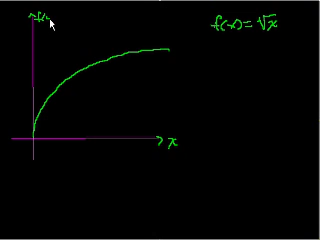 f(x)
f(x) = √x
x